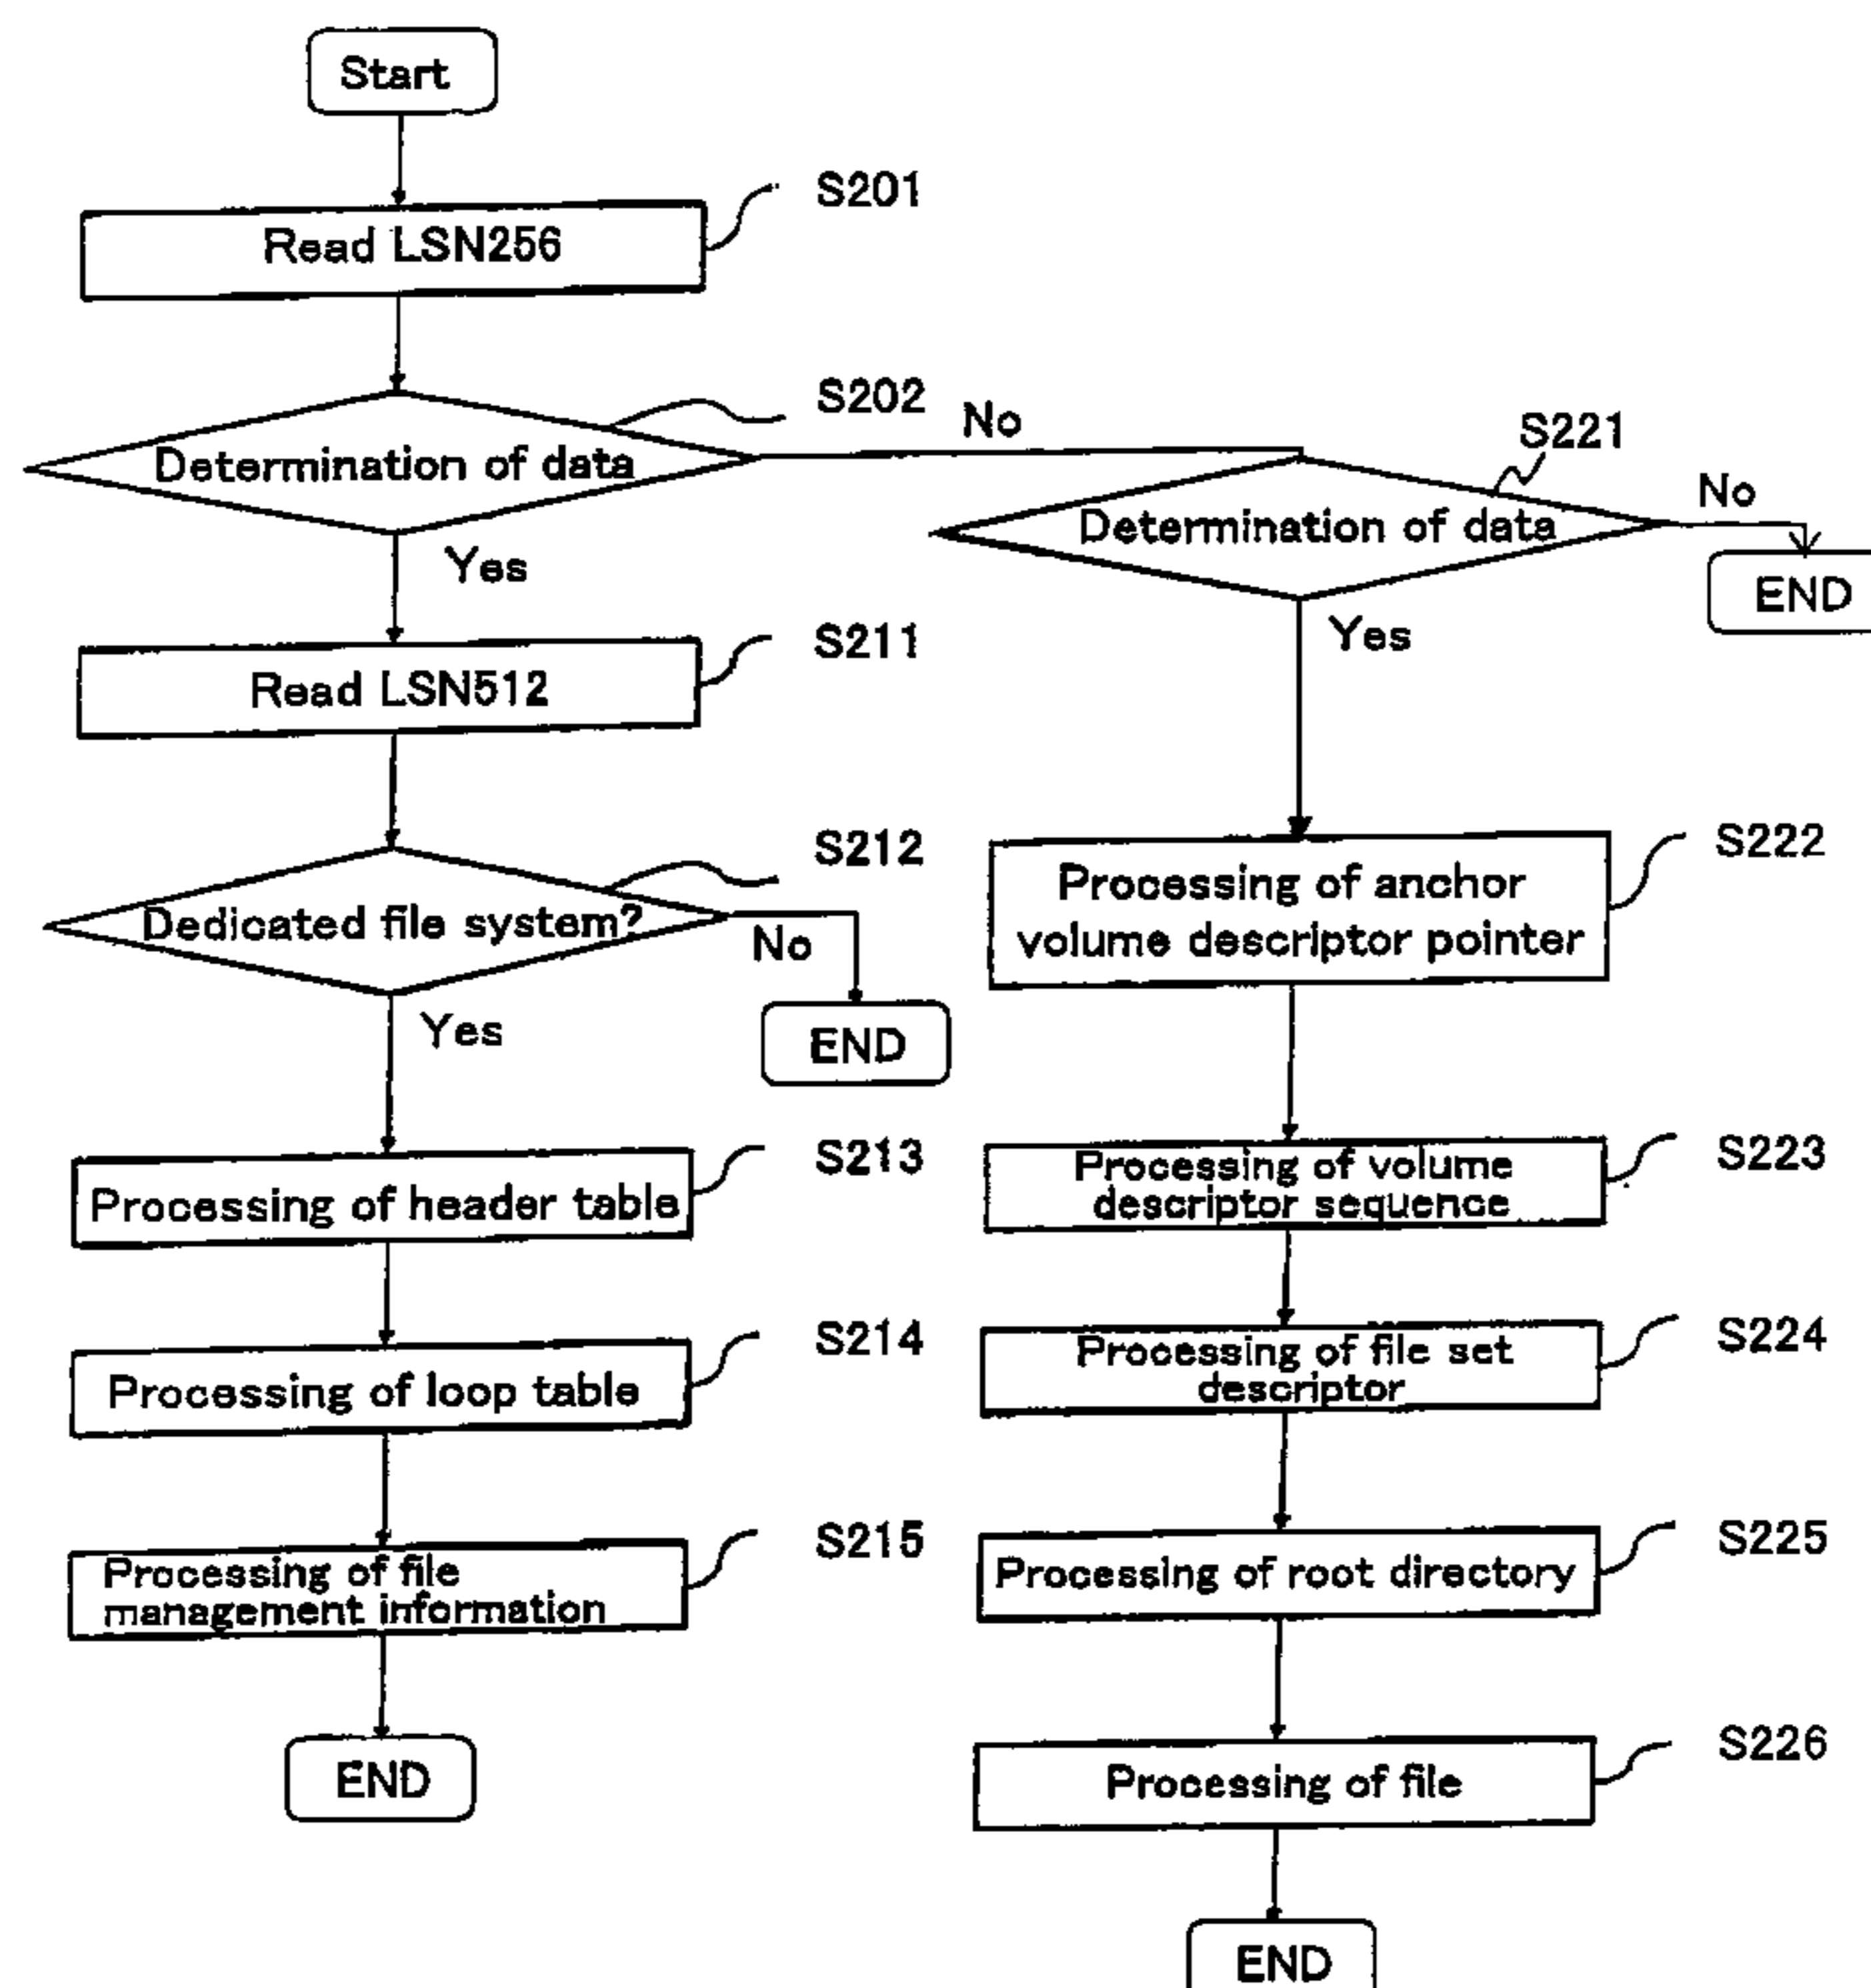 Start
S201
Read LSN256
S202
No
Determination of data
Yes
S221
No
Determination of data
END
Yes
S211
Read LSN512
S212
Dedicated file system?
No
END
Yes
S222
Processing of anchor
volume descriptor pointer
S213
Processing of header table
S223
Processing of volume
descriptor sequence
S214
Processing of loop table
S224
Processing of file set
descriptor
S215
Processing of file
management information
END
S225
Processing of root directory
S226
Processing of file
END